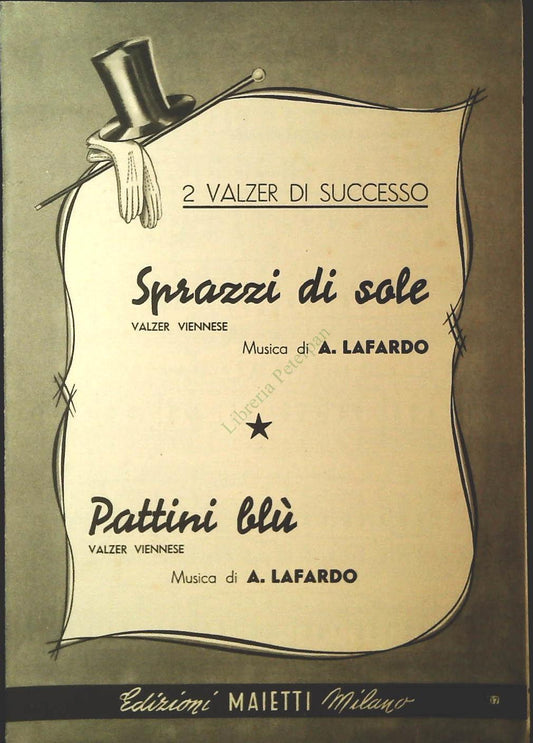 2 VALZER DI SUCCESSO
Sprazzi di sole
VALZER VIENNESE
Musica di A. LAFARDO
Libreria Peterpan
Pattini blù
VALZER VIENNESE
Musica di A. LAFARDO
Edizioni MAIETTI Milano